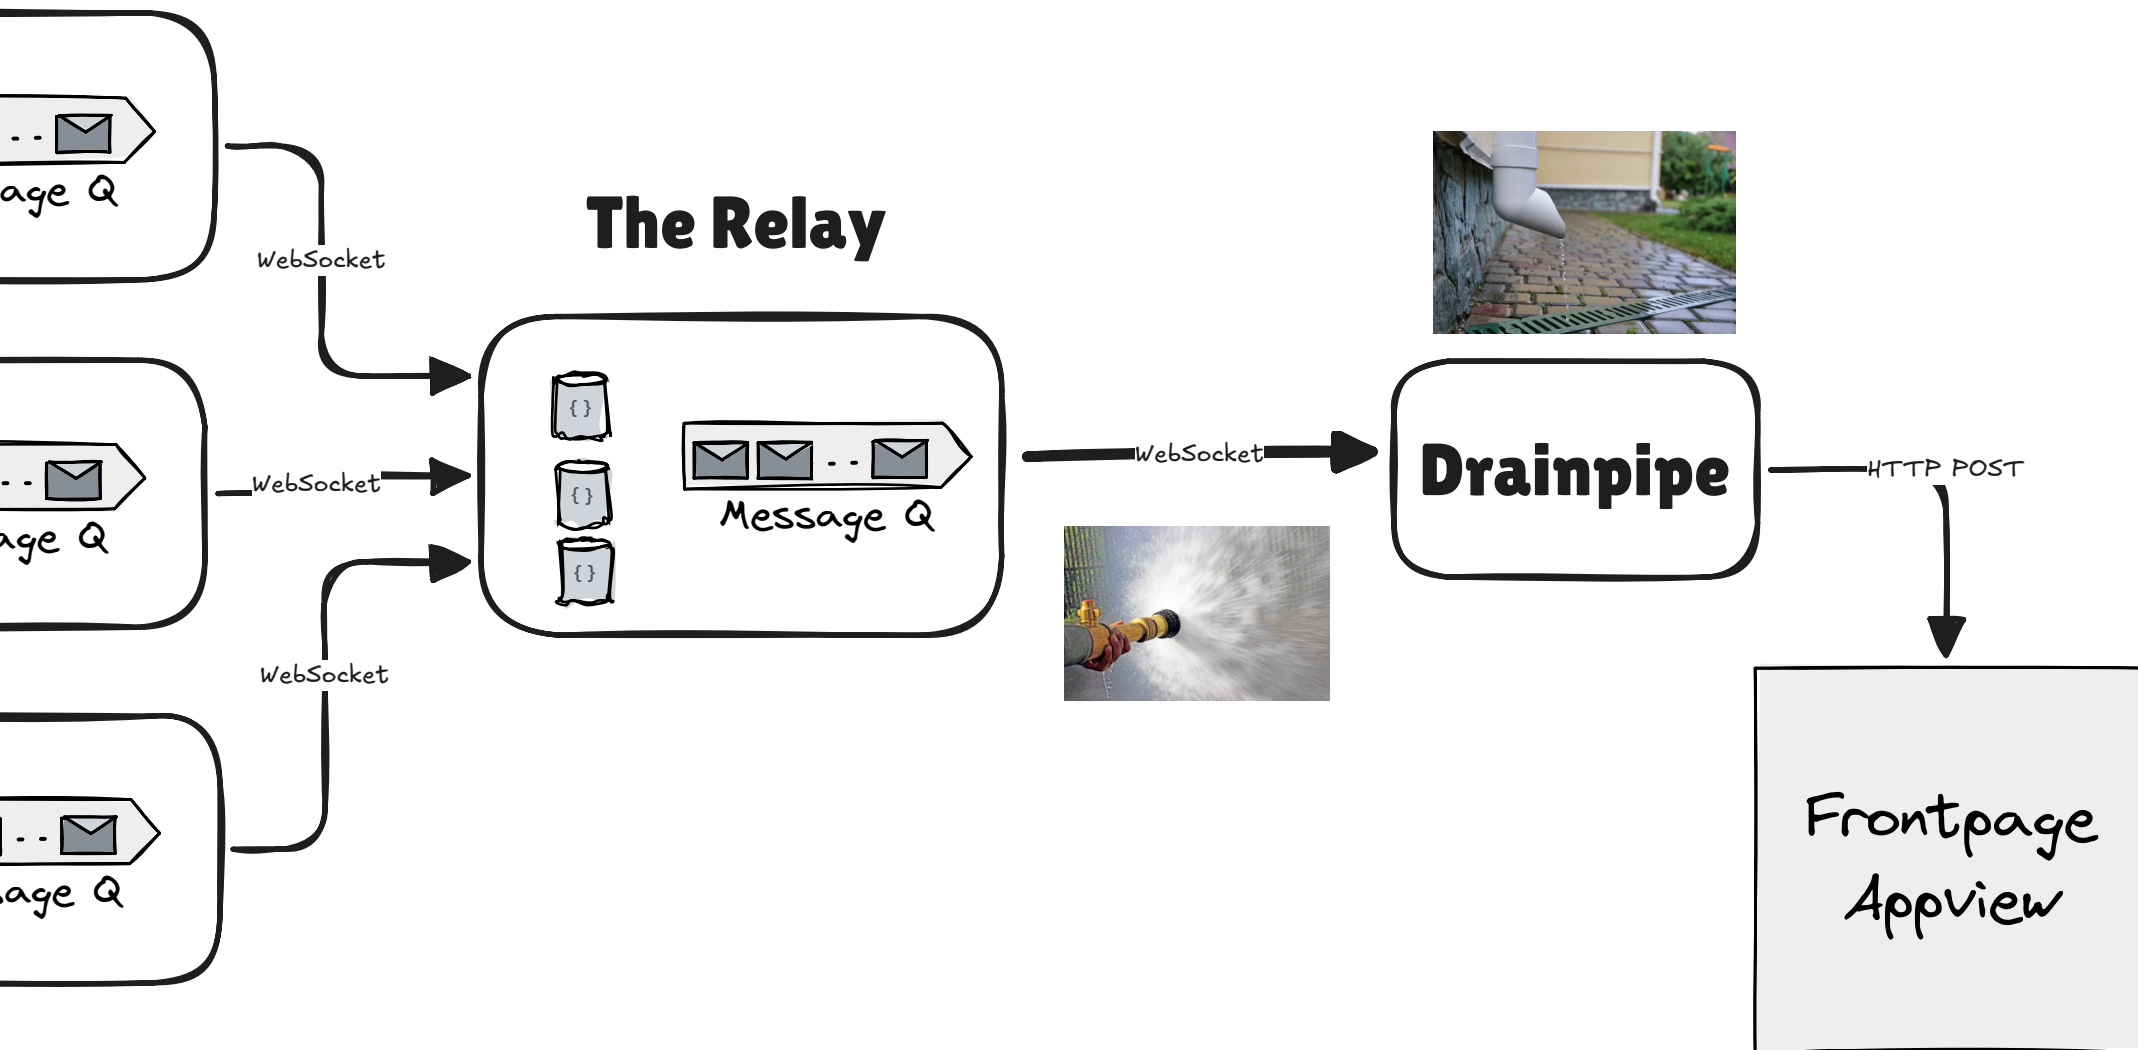 age Q
WebSocket
age Q
WebSocket
WebSocket
age Q
The Relay
{}
{}
{}
Message Q
WebSocket
Drainpipe
HTTP POST
Frontpage
Appview